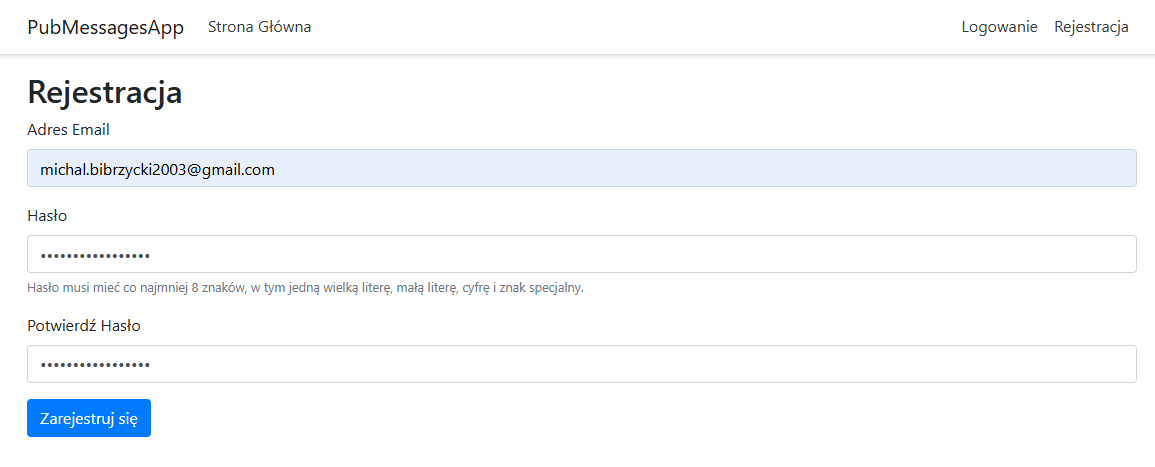 PubMessagesApp Strona Główna Logowanie Rejestracja
Rejestracja
Adres Email
michal.bibrzycki2003@gmail.com
Hasło
•••••••••••••••••
Hasło musi mieć co najmniej 8 znaków, w tym jedną wielką literę, małą literę, cyfrę i znak specjalny.
Potwierdź Hasło
•••••••••••••••••
Zarejestruj się